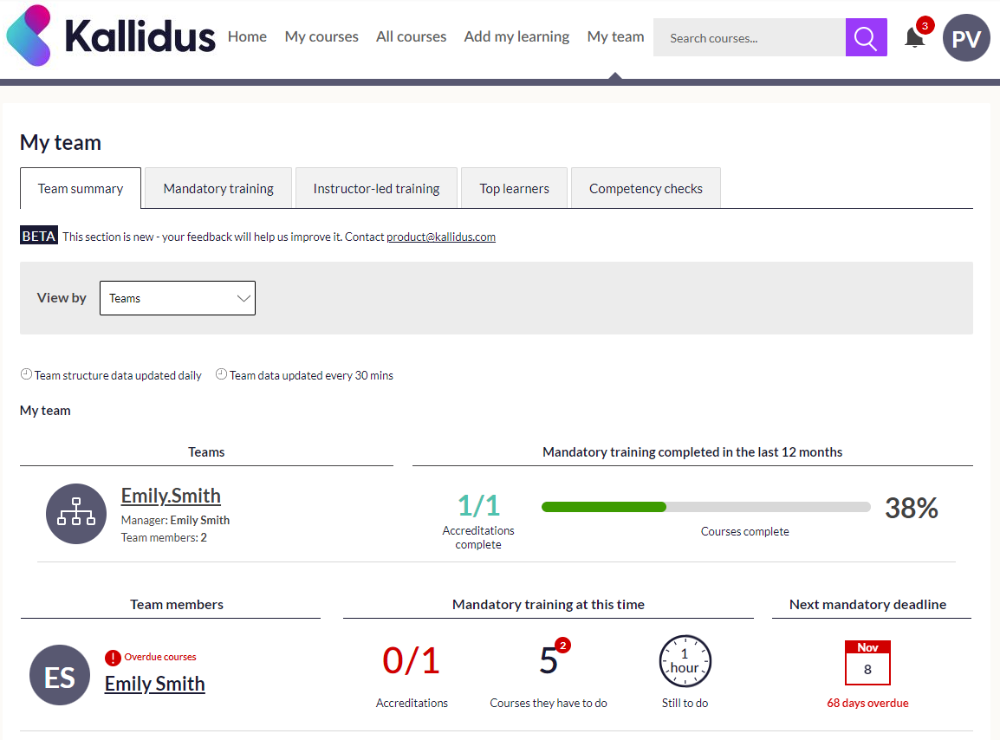 Kallidus
Home My courses All courses Add my learning My team Search courses... 3 PV
My team
Team summary Mandatory training Instructor-led training Top learners Competency checks
BETA This section is new - your feedback will help us improve it. Contact product@kallidus.com
View by Teams
Team structure data updated daily Team data updated every 30 mins
My team
Teams Mandatory training completed in the last 12 months
Emily.Smith
Manager: Emily Smith
Team members: 2
1/1
Accreditations
complete
Courses complete
38%
Team members Mandatory training at this time Next mandatory deadline
ES
! Overdue courses
Emily Smith
0/1
Accreditations
5 2
Courses they have to do
1
hour
Still to do
Nov
8
68 days overdue